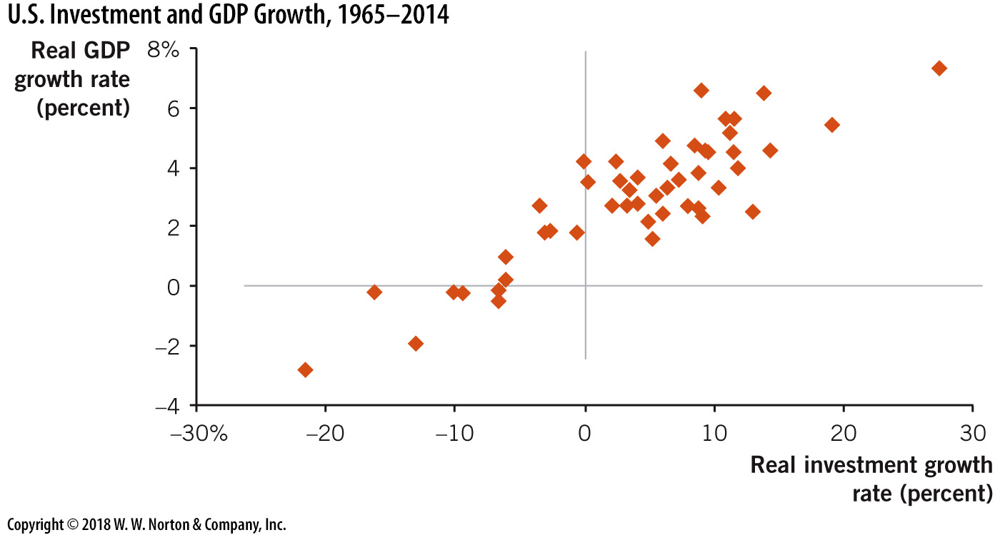 U.S. Investment and GDP Growth, 1965–2014
Real GDP
growth rate
(percent)
8%
6
4
2
0
–2
–4
–30%
–20
–10
0
10
20
30
Real investment growth
rate (percent)
Copyright © 2018 W. W. Norton & Company, Inc.